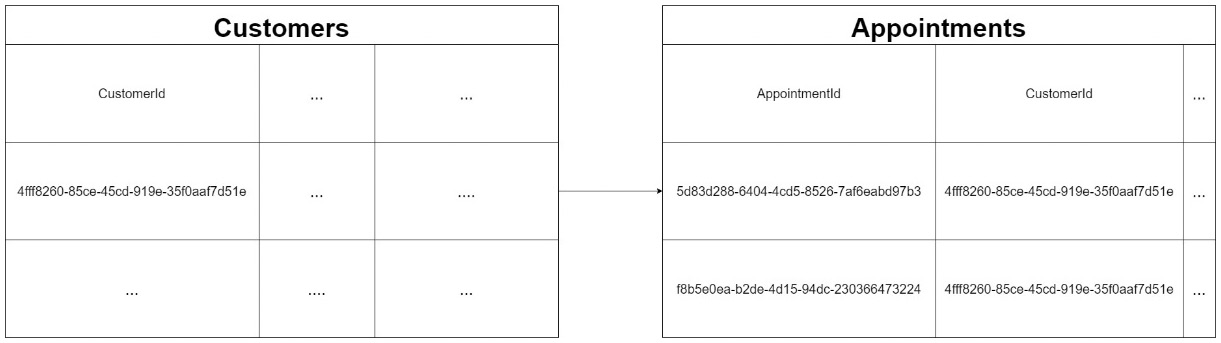 Customers
CustomerId ... ...
4fff8260-85ce-45cd-919e-35f0aaf7d51e ... ....
... .... ...
Appointments
AppointmentId CustomerId ...
5d83d288-6404-4cd5-8526-7af6eabd97b3 4fff8260-85ce-45cd-919e-35f0aaf7d51e ...
f8b5e0ea-b2de-4d15-94dc-230366473224 4fff8260-85ce-45cd-919e-35f0aaf7d51e ...